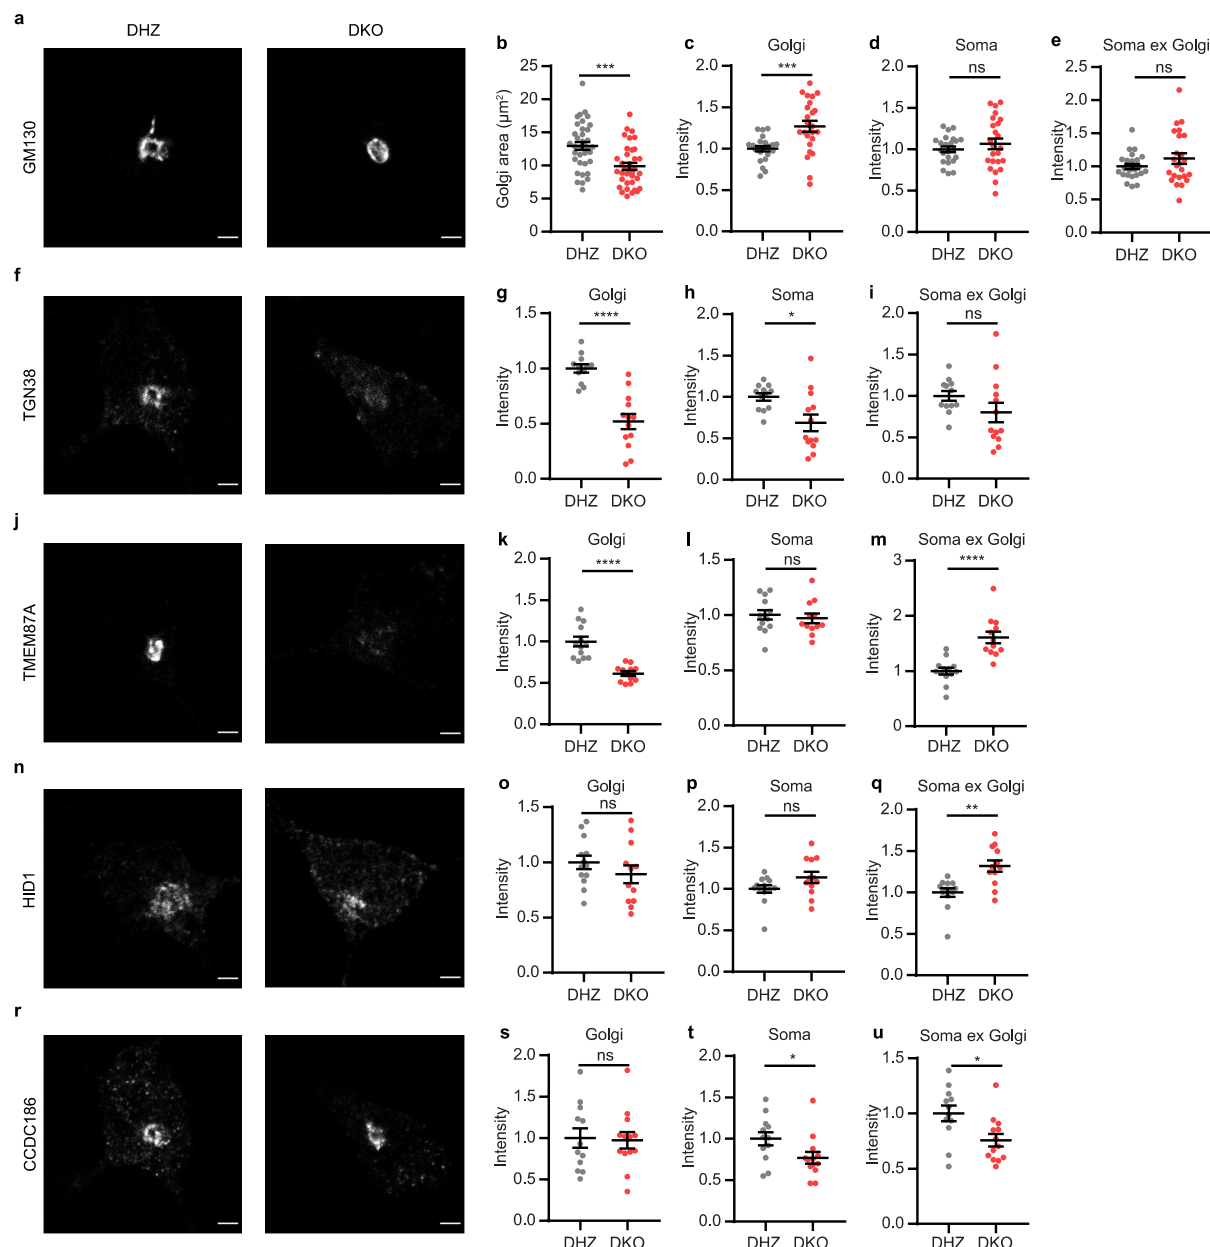 a
DHZ
DKO
GM130
b
***
Golgi area (µm²)
25
20
15
10
5
0
DHZ DKO
c
Golgi
***
Intensity
2.0
1.5
1.0
0.5
0.0
DHZ DKO
d
Soma
ns
2.0
1.5
1.0
0.5
0.0
DHZ DKO
e
Soma ex Golgi
ns
Intensity
2.5
2.0
1.5
1.0
0.5
0.0
DHZ DKO
f
TGN38
g
Golgi
****
Intensity
1.5
1.0
0.5
0.0
DHZ DKO
h
Soma
*
Intensity
2.0
1.5
1.0
0.5
0.0
DHZ DKO
i
Soma ex Golgi
ns
Intensity
2.0
1.5
1.0
0.5
0.0
DHZ DKO
j
TMEM87A
k
Golgi
****
Intensity
2.0
1.5
1.0
0.5
0.0
DHZ DKO
l
Soma
ns
Intensity
1.5
1.0
0.5
0.0
DHZ DKO
m
Soma ex Golgi
****
Intensity
3
2
1
0
DHZ DKO
n
HID1
o
Golgi
ns
Intensity
1.5
1.0
0.5
0.0
DHZ DKO
p
Soma
ns
Intensity
2.0
1.5
1.0
0.5
0.0
DHZ DKO
q
Soma ex Golgi
**
Intensity
2.0
1.5
1.0
0.5
0.0
DHZ DKO
r
CCDC186
s
Golgi
ns
Intensity
2.0
1.5
1.0
0.5
0.0
DHZ DKO
t
Soma
*
Intensity
2.0
1.5
1.0
0.5
0.0
DHZ DKO
u
Soma ex Golgi
*
Intensity
1.5
1.0
0.5
0.0
DHZ DKO